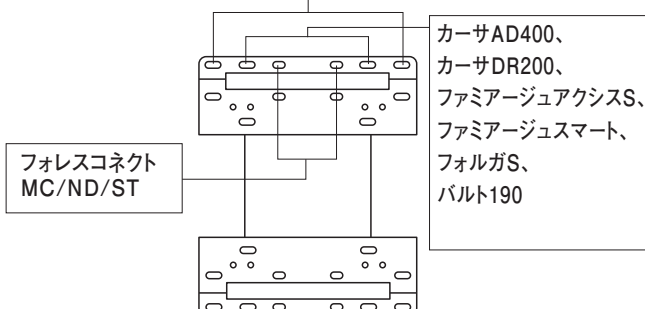 カーサAD400、
カーサDR200、
ファミアージュアクシスS、
ファミアージュスマート、
フォルガS、
バルト190
フォレスコネクト
MC/ND/ST